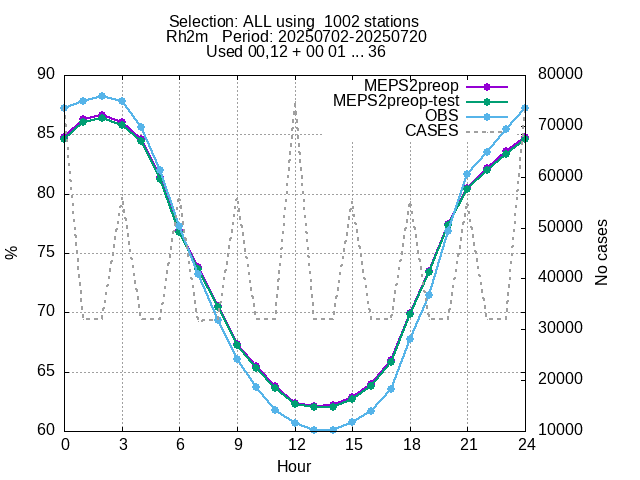 Selection: ALL using  1002 stations
Rh2m   Period: 20250702-20250720
Used 00,12 + 00 01 ... 36
90
85
80
75
70
65
60
%
80000
70000
60000
50000
40000
30000
20000
10000
No cases
MEPS2preop
MEPS2preop-test
OBS
CASES
0 3 6 9 12 15 18 21 24
Hour